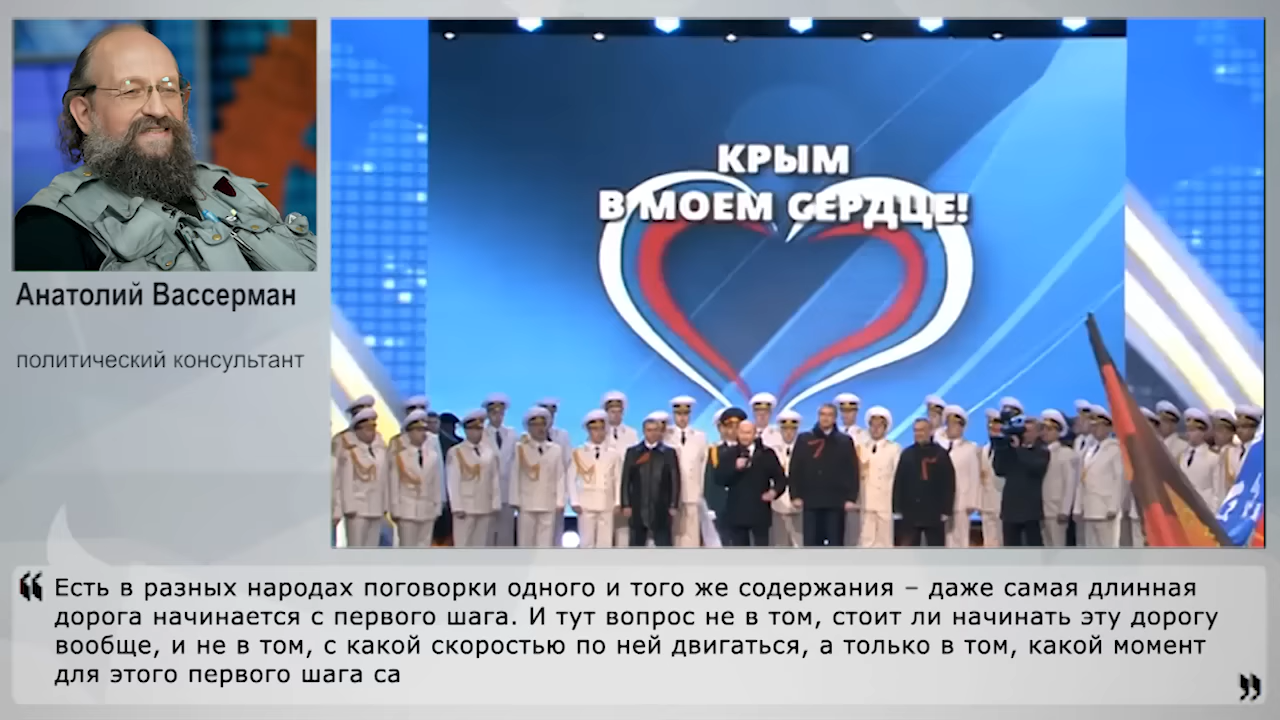 КРЫМ
В МОЕМ СЕРДЦЕ!
Анатолий Вассерман
политический консультант
Есть в разных народах поговорки одного и того же содержания – даже самая длинная
дорога начинается с первого шага. И тут вопрос не в том, стоит ли начинать эту дорогу
вообще, и не в том, с какой скоростью по ней двигаться, а только в том, какой момент
для этого первого шага са